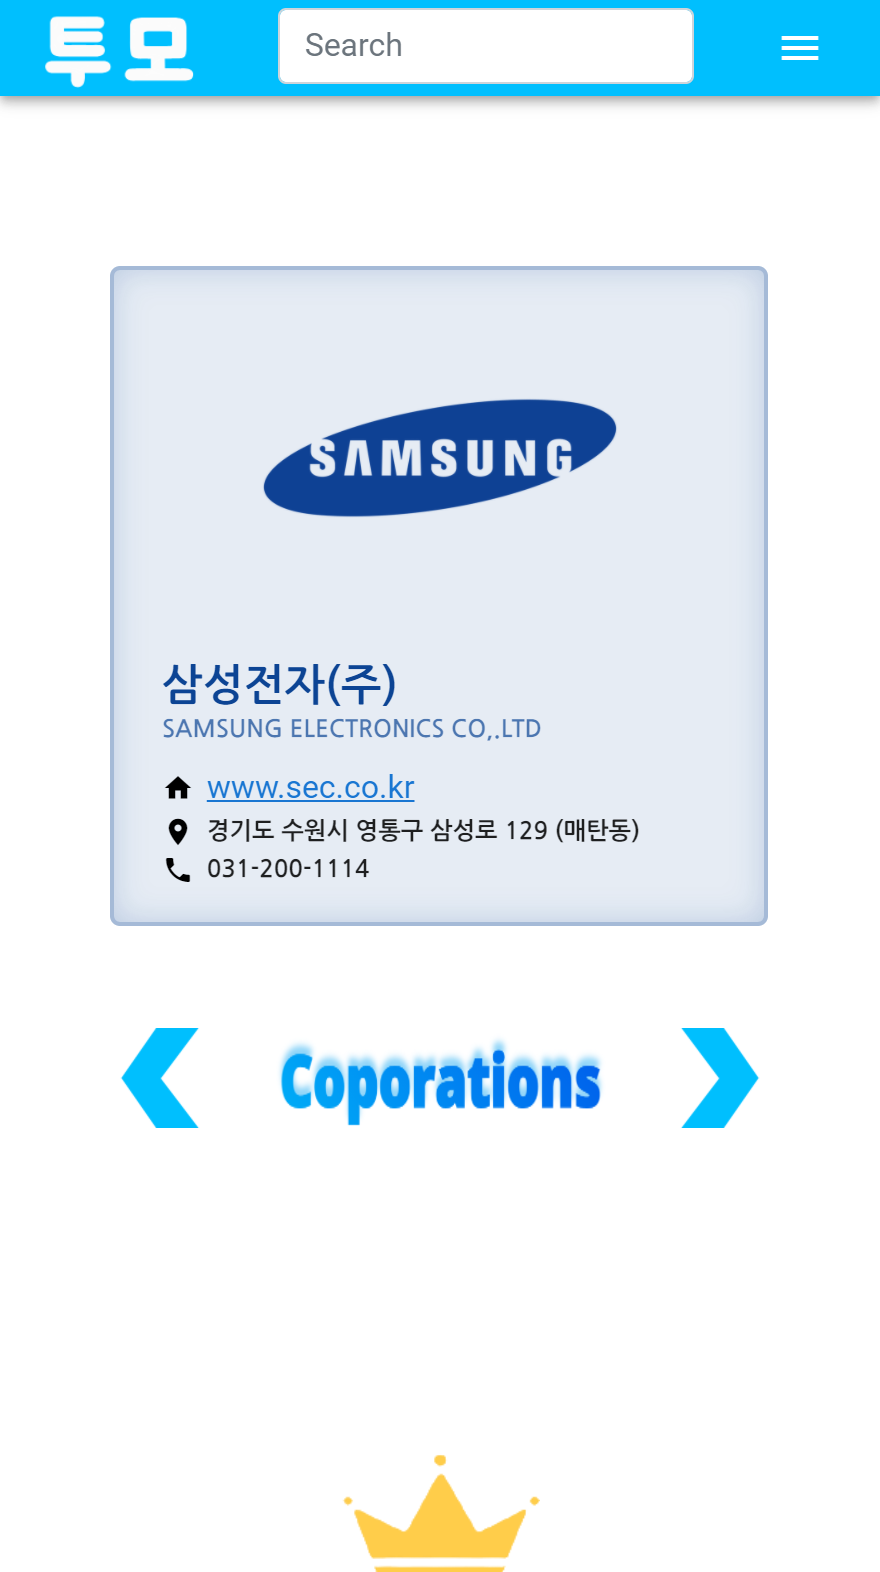 투모
Search
SAMSUNG
삼성전자(주)
SAMSUNG ELECTRONICS CO,.LTD
www.sec.co.kr
경기도 수원시 영통구 삼성로 129 (매탄동)
031-200-1114
Coporations